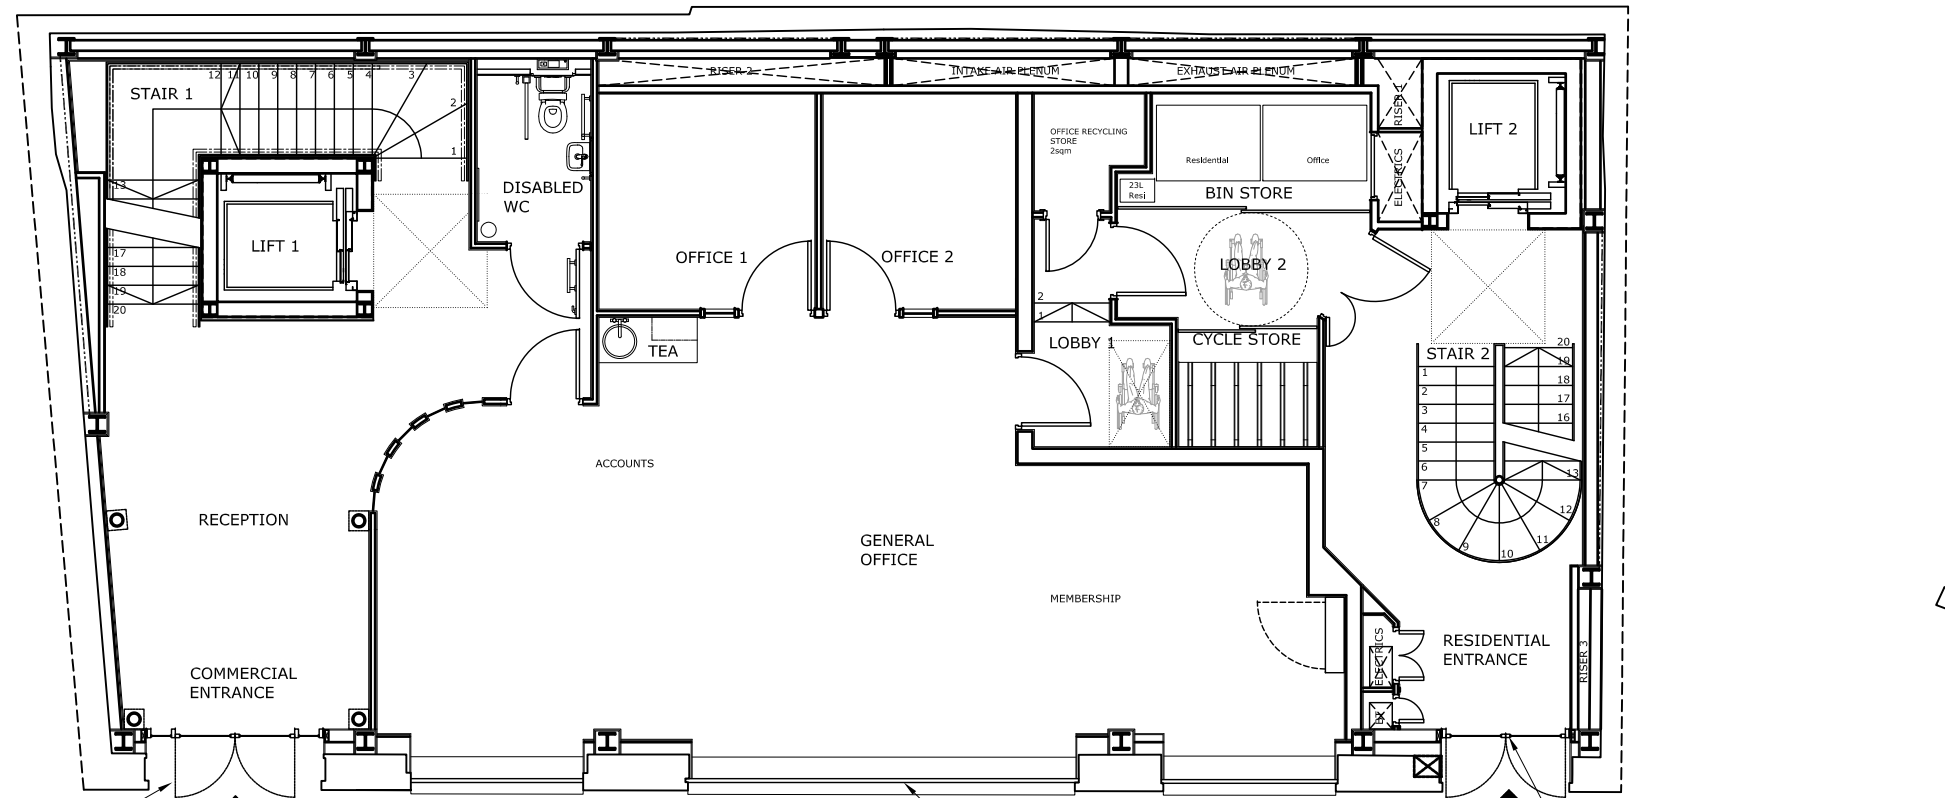 RISER 2
INTAKE AIR PLENUM
EXHAUST AIR PLENUM
STAIR 1
12
11
10
9
8
7
6
5
4
3
2
1
13
17
18
19
20
LIFT 1
DISABLED
WC
OFFICE 1
OFFICE 2
TEA
OFFICE RECYCLING
STORE
2sqm
Residential
Office
23L
Resi
BIN STORE
RISER 1
ELECTRICS
LIFT 2
LOBBY 2
2
1
LOBBY 1
CYCLE STORE
STAIR 2
1
2
3
4
5
6
7
8
9
10
11
12
13
16
17
18
19
20
ACCOUNTS
RECEPTION
GENERAL
OFFICE
MEMBERSHIP
COMMERCIAL
ENTRANCE
ELECTRICS
RESIDENTIAL
ENTRANCE
RISER 3